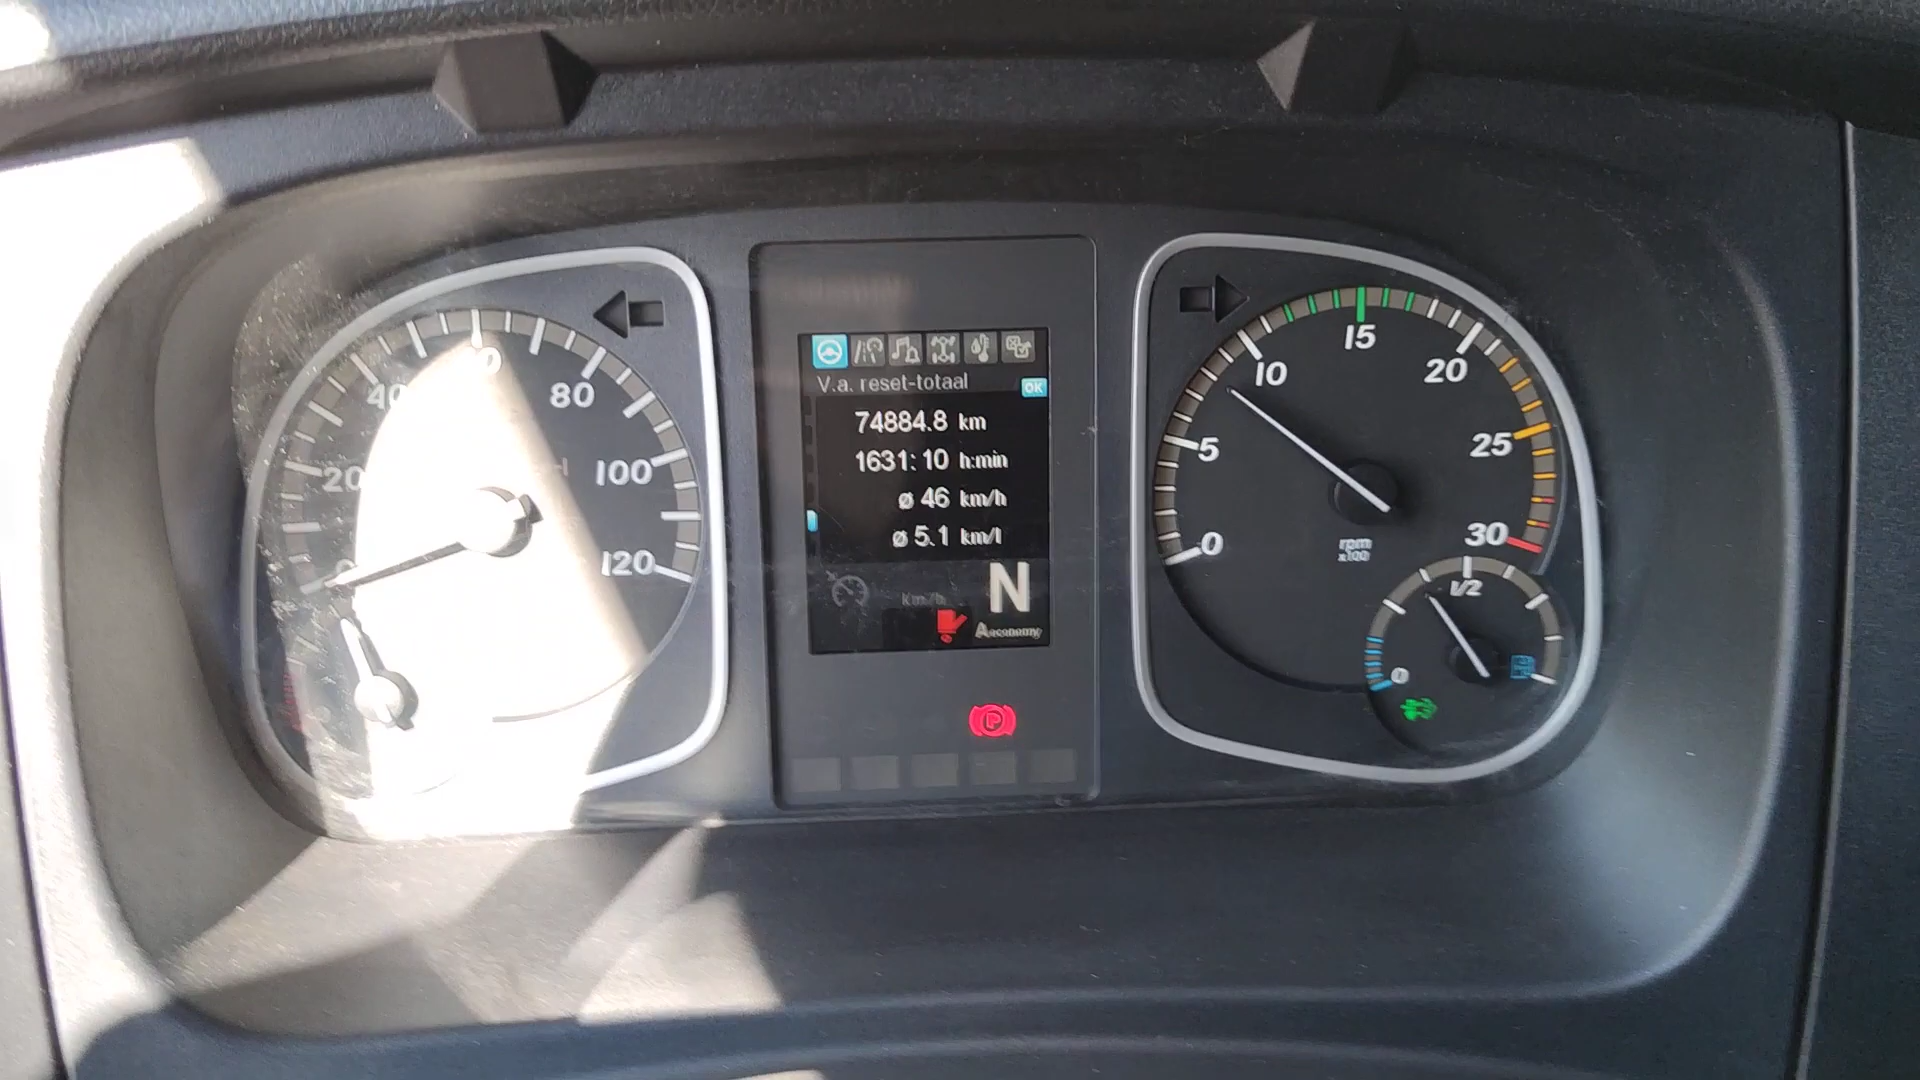 20
40
80
100
120
V.a. reset-totaal
OK
74884.8 km
1631:10 h:min
ø 46 km/h
ø 5.1 km/l
Km/h
N
A economy
P
0
5
10
15
20
25
30
rpm
x100
0
1/2